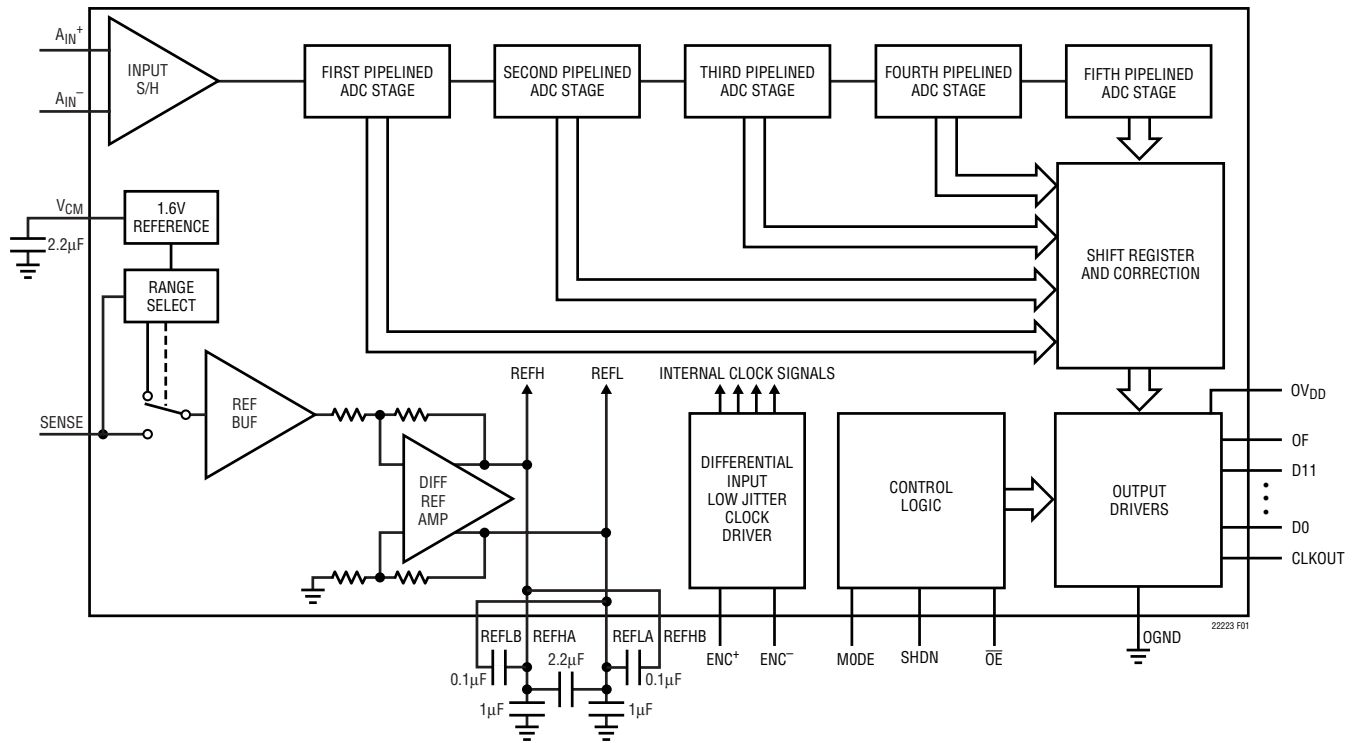 AIN+
AIN−
INPUT
S/H
FIRST PIPELINED
ADC STAGE
SECOND PIPELINED
ADC STAGE
THIRD PIPELINED
ADC STAGE
FOURTH PIPELINED
ADC STAGE
FIFTH PIPELINED
ADC STAGE
VCM
2.2µF
1.6V
REFERENCE
RANGE
SELECT
SHIFT REGISTER
AND CORRECTION
SENSE
REF
BUF
REFH
REFL
INTERNAL CLOCK SIGNALS
DIFF
REF
AMP
DIFFERENTIAL
INPUT
LOW JITTER
CLOCK
DRIVER
CONTROL
LOGIC
OUTPUT
DRIVERS
OVDD
OF
D11
D0
CLKOUT
22223 F01
REFLB
REFHA
REFLA
REFHB
2.2µF
0.1µF
0.1µF
1µF
1µF
ENC+
ENC−
MODE
SHDN
OE
OGND